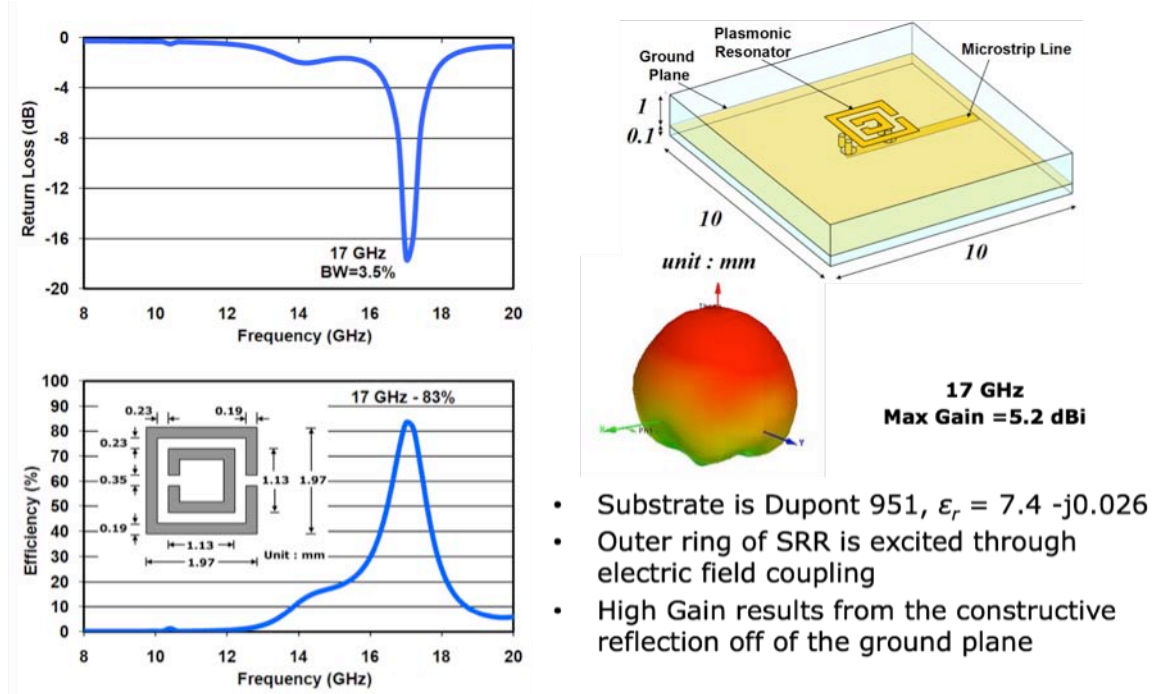 0
-4
-8
-12
-16
-20
Return Loss (dB)
17 GHz
BW=3.5%
8 10 12 14 16 18 20
Frequency (GHz)
Plasmonic
Resonator
Ground
Plane
Microstrip Line
1
0.1
10
10
unit : mm
Y
17 GHz
Max Gain =5.2 dBi
100
90
80
70
60
50
40
30
20
10
0
Efficiency (%)
17 GHz - 83%
0.23 0.19
0.23
0.35
0.19
1.13 1.97
1.13
1.97
Unit : mm
8 10 12 14 16 18 20
Frequency (GHz)
• Substrate is Dupont 951, εr = 7.4 -j0.026
• Outer ring of SRR is excited through
electric field coupling
• High Gain results from the constructive
reflection off of the ground plane